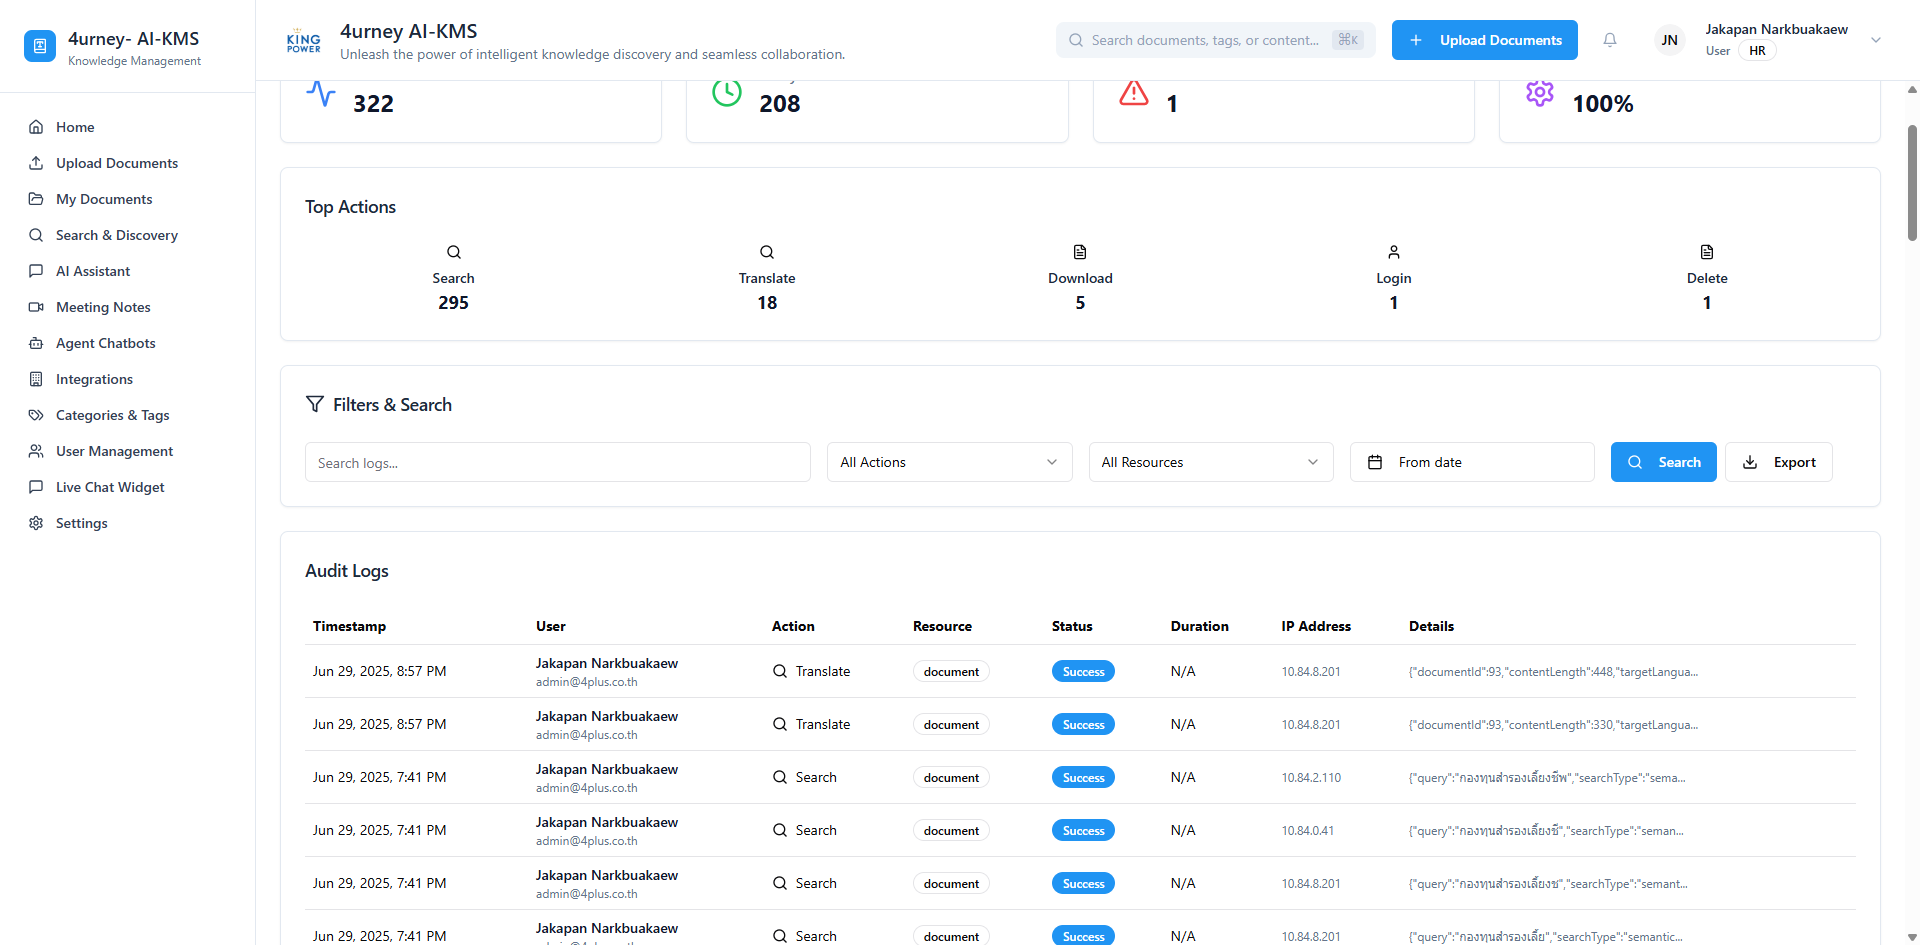 4urney- AI-KMS
Knowledge Management
Home
Upload Documents
My Documents
Search & Discovery
AI Assistant
Meeting Notes
Agent Chatbots
Integrations
Categories & Tags
User Management
Live Chat Widget
Settings
KING
POWER
4urney AI-KMS
Unleash the power of intelligent knowledge discovery and seamless collaboration.
Search documents, tags, or content... ⌘K
Upload Documents
JN
Jakapan Narkbuakaew
User HR
322
208
1
100%
Top Actions
Search
295
Translate
18
Download
5
Login
1
Delete
1
Filters & Search
Search logs...
All Actions
All Resources
From date
Search
Export
Audit Logs
Timestamp User Action Resource Status Duration IP Address Details
Jun 29, 2025, 8:57 PM Jakapan Narkbuakaew admin@4plus.co.th Translate document Success N/A 10.84.8.201 {"documentId":93,"contentLength":448,"targetLangua...
Jun 29, 2025, 8:57 PM Jakapan Narkbuakaew admin@4plus.co.th Translate document Success N/A 10.84.8.201 {"documentId":93,"contentLength":330,"targetLangua...
Jun 29, 2025, 7:41 PM Jakapan Narkbuakaew admin@4plus.co.th Search document Success N/A 10.84.2.110 {"query":"กองทุนสำรองเลี้ยงชีพ","searchType":"sema...
Jun 29, 2025, 7:41 PM Jakapan Narkbuakaew admin@4plus.co.th Search document Success N/A 10.84.0.41 {"query":"กองทุนสำรองเลี้ยงชี","searchType":"seman...
Jun 29, 2025, 7:41 PM Jakapan Narkbuakaew admin@4plus.co.th Search document Success N/A 10.84.8.201 {"query":"กองทุนสำรองเลี้ยงช","searchType":"semant...
Jun 29, 2025, 7:41 PM Jakapan Narkbuakaew Search document Success N/A 10.84.8.201 {"query":"กองทุนสำรองเลี้ย","searchType":"semantic...